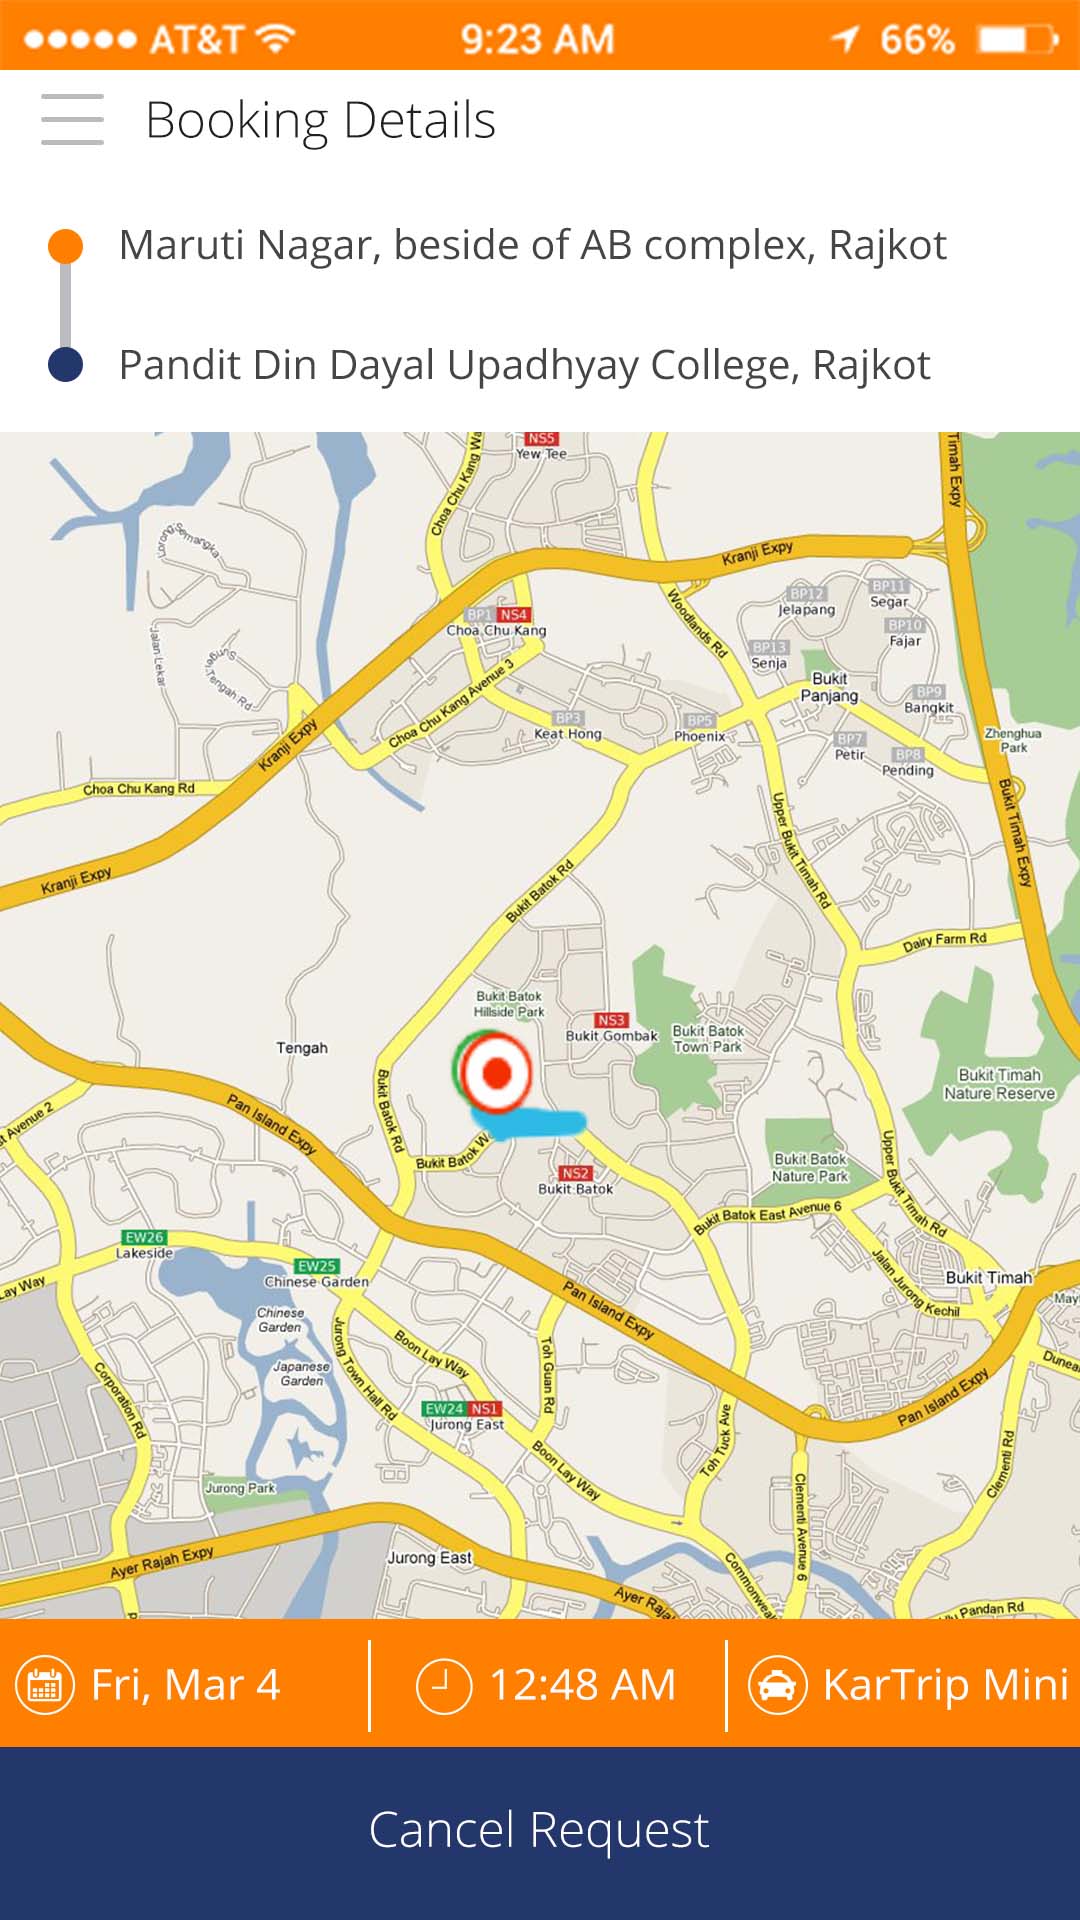 AT&T 9:23 AM 66%
Booking Details
Maruti Nagar, beside of AB complex, Rajkot
Pandit Din Dayal Upadhyay College, Rajkot
NS5
Yew Tee
Choa Chu Kang Wa
Timah Expy
Kranji Expy
Lorong Semangka
BP12
Jelapang
BP11
Segar
Woodlands Rd
BP1 NS4
Choa Chu Kang
BP10
Fajar
Jalan Lekar
Sungei Tengah Rd
BP13
Senja
Choa Chu Kang Avenue 3
Bukit
Panjang
BP9
Bangkit
BP3
Keat Hong
BP5
Phoenix
Kranji Expy
BP7
Petir
BP8
Pending
Zhenghua
Park
Choa Chu Kang Rd
Upper Bukit Timah Rd
Bukit Timah Expy
Kranji Expy
Bukit Batok Rd
Dairy Farm Rd
Bukit Batok
Hillside Park
NS3
Bukit Gombak
Bukit Batok
Town Park
Tengah
Bukit Timah
Nature Reserve
Bukit Batok Rd
t Avenue 2
Pan Island Expy
Bukit Batok W
NS2
Bukit Batok
Bukit Batok
Nature Park
Upper Bukit Timah Rd
Bukit Batok East Avenue 6
EW26
Lakeside
EW25
Chinese Garden
Jalan Jurong Kechil
Bukit Timah
May
ay Way
Chinese
Garden
Pan Island Expy
Jurong Town Hall Rd
Boon Lay Way
Toh Guan Rd
Japanese
Garden
Dunea
Corporation Rd
Pan Island Expy
EW24 NS1
Jurong East
Toh Tuck Ave
Clementi Rd
Boon Lay Way
Clementi Avenue 6
Jurong Park
Ayer Rajah Expy
Jurong East
Commonweal
Ayer Raja
Pandan Rd
Fri, Mar 4
12:48 AM
KarTrip Mini
Cancel Request